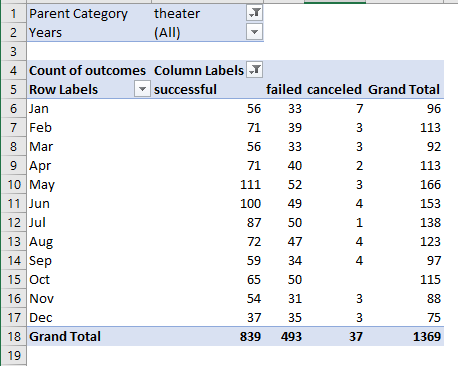 1 Parent Category theater
2 Years (All)
3
4 Count of outcomes Column Labels
5 Row Labels successful failed canceled Grand Total
6 Jan 56 33 7 96
7 Feb 71 39 3 113
8 Mar 56 33 3 92
9 Apr 71 40 2 113
10 May 111 52 3 166
11 Jun 100 49 4 153
12 Jul 87 50 1 138
13 Aug 72 47 4 123
14 Sep 59 34 4 97
15 Oct 65 50 115
16 Nov 54 31 3 88
17 Dec 37 35 3 75
18 Grand Total 839 493 37 1369
19